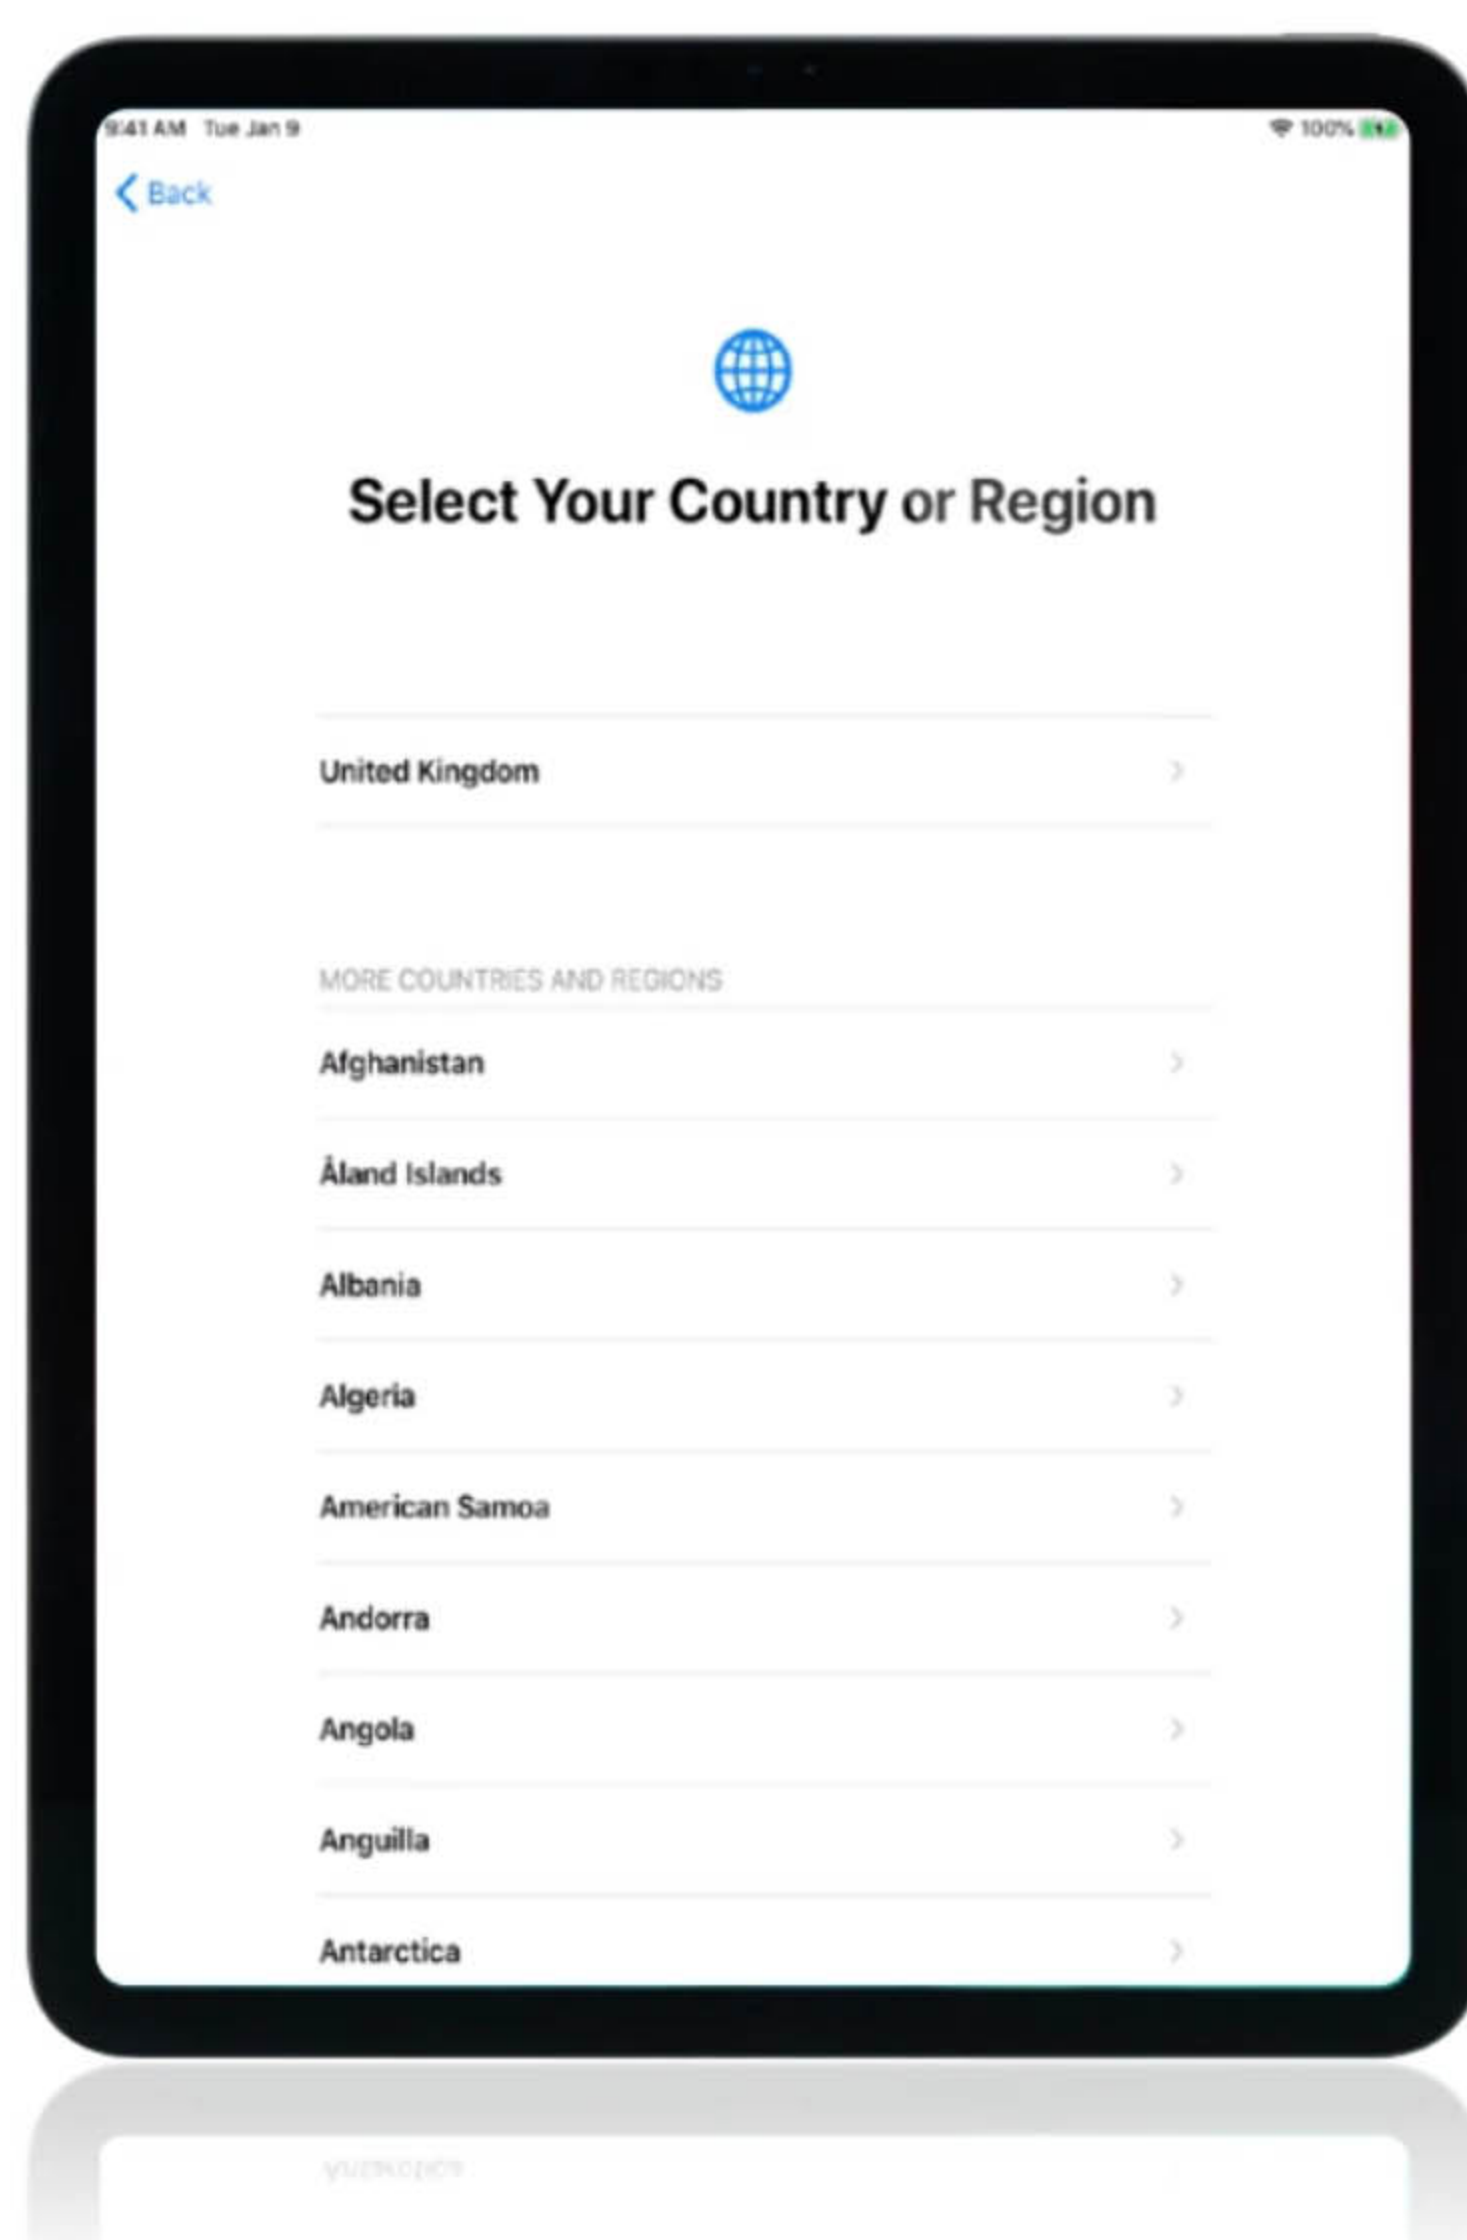 9:41 AM Tue Jan 9
100%
Back
Select Your Country or Region
United Kingdom
MORE COUNTRIES AND REGIONS
Afghanistan
Åland Islands
Albania
Algeria
American Samoa
Andorra
Angola
Anguilla
Antarctica